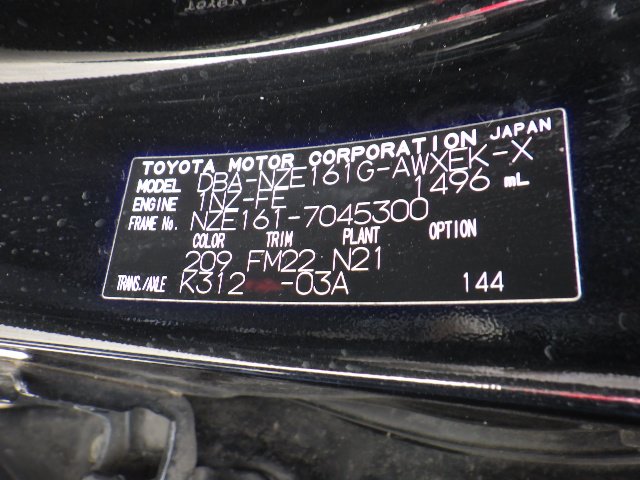 TOYOTA MOTOR CORPORATION JAPAN
MODEL DBA-NZE161G-AWXEK-X
ENGINE 1NZ-FE 1496 mL
FRAME No. NZE161-7045300
COLOR TRIM PLANT OPTION
209 FM22 N21
TRANS./AXLE K312 -03A 144